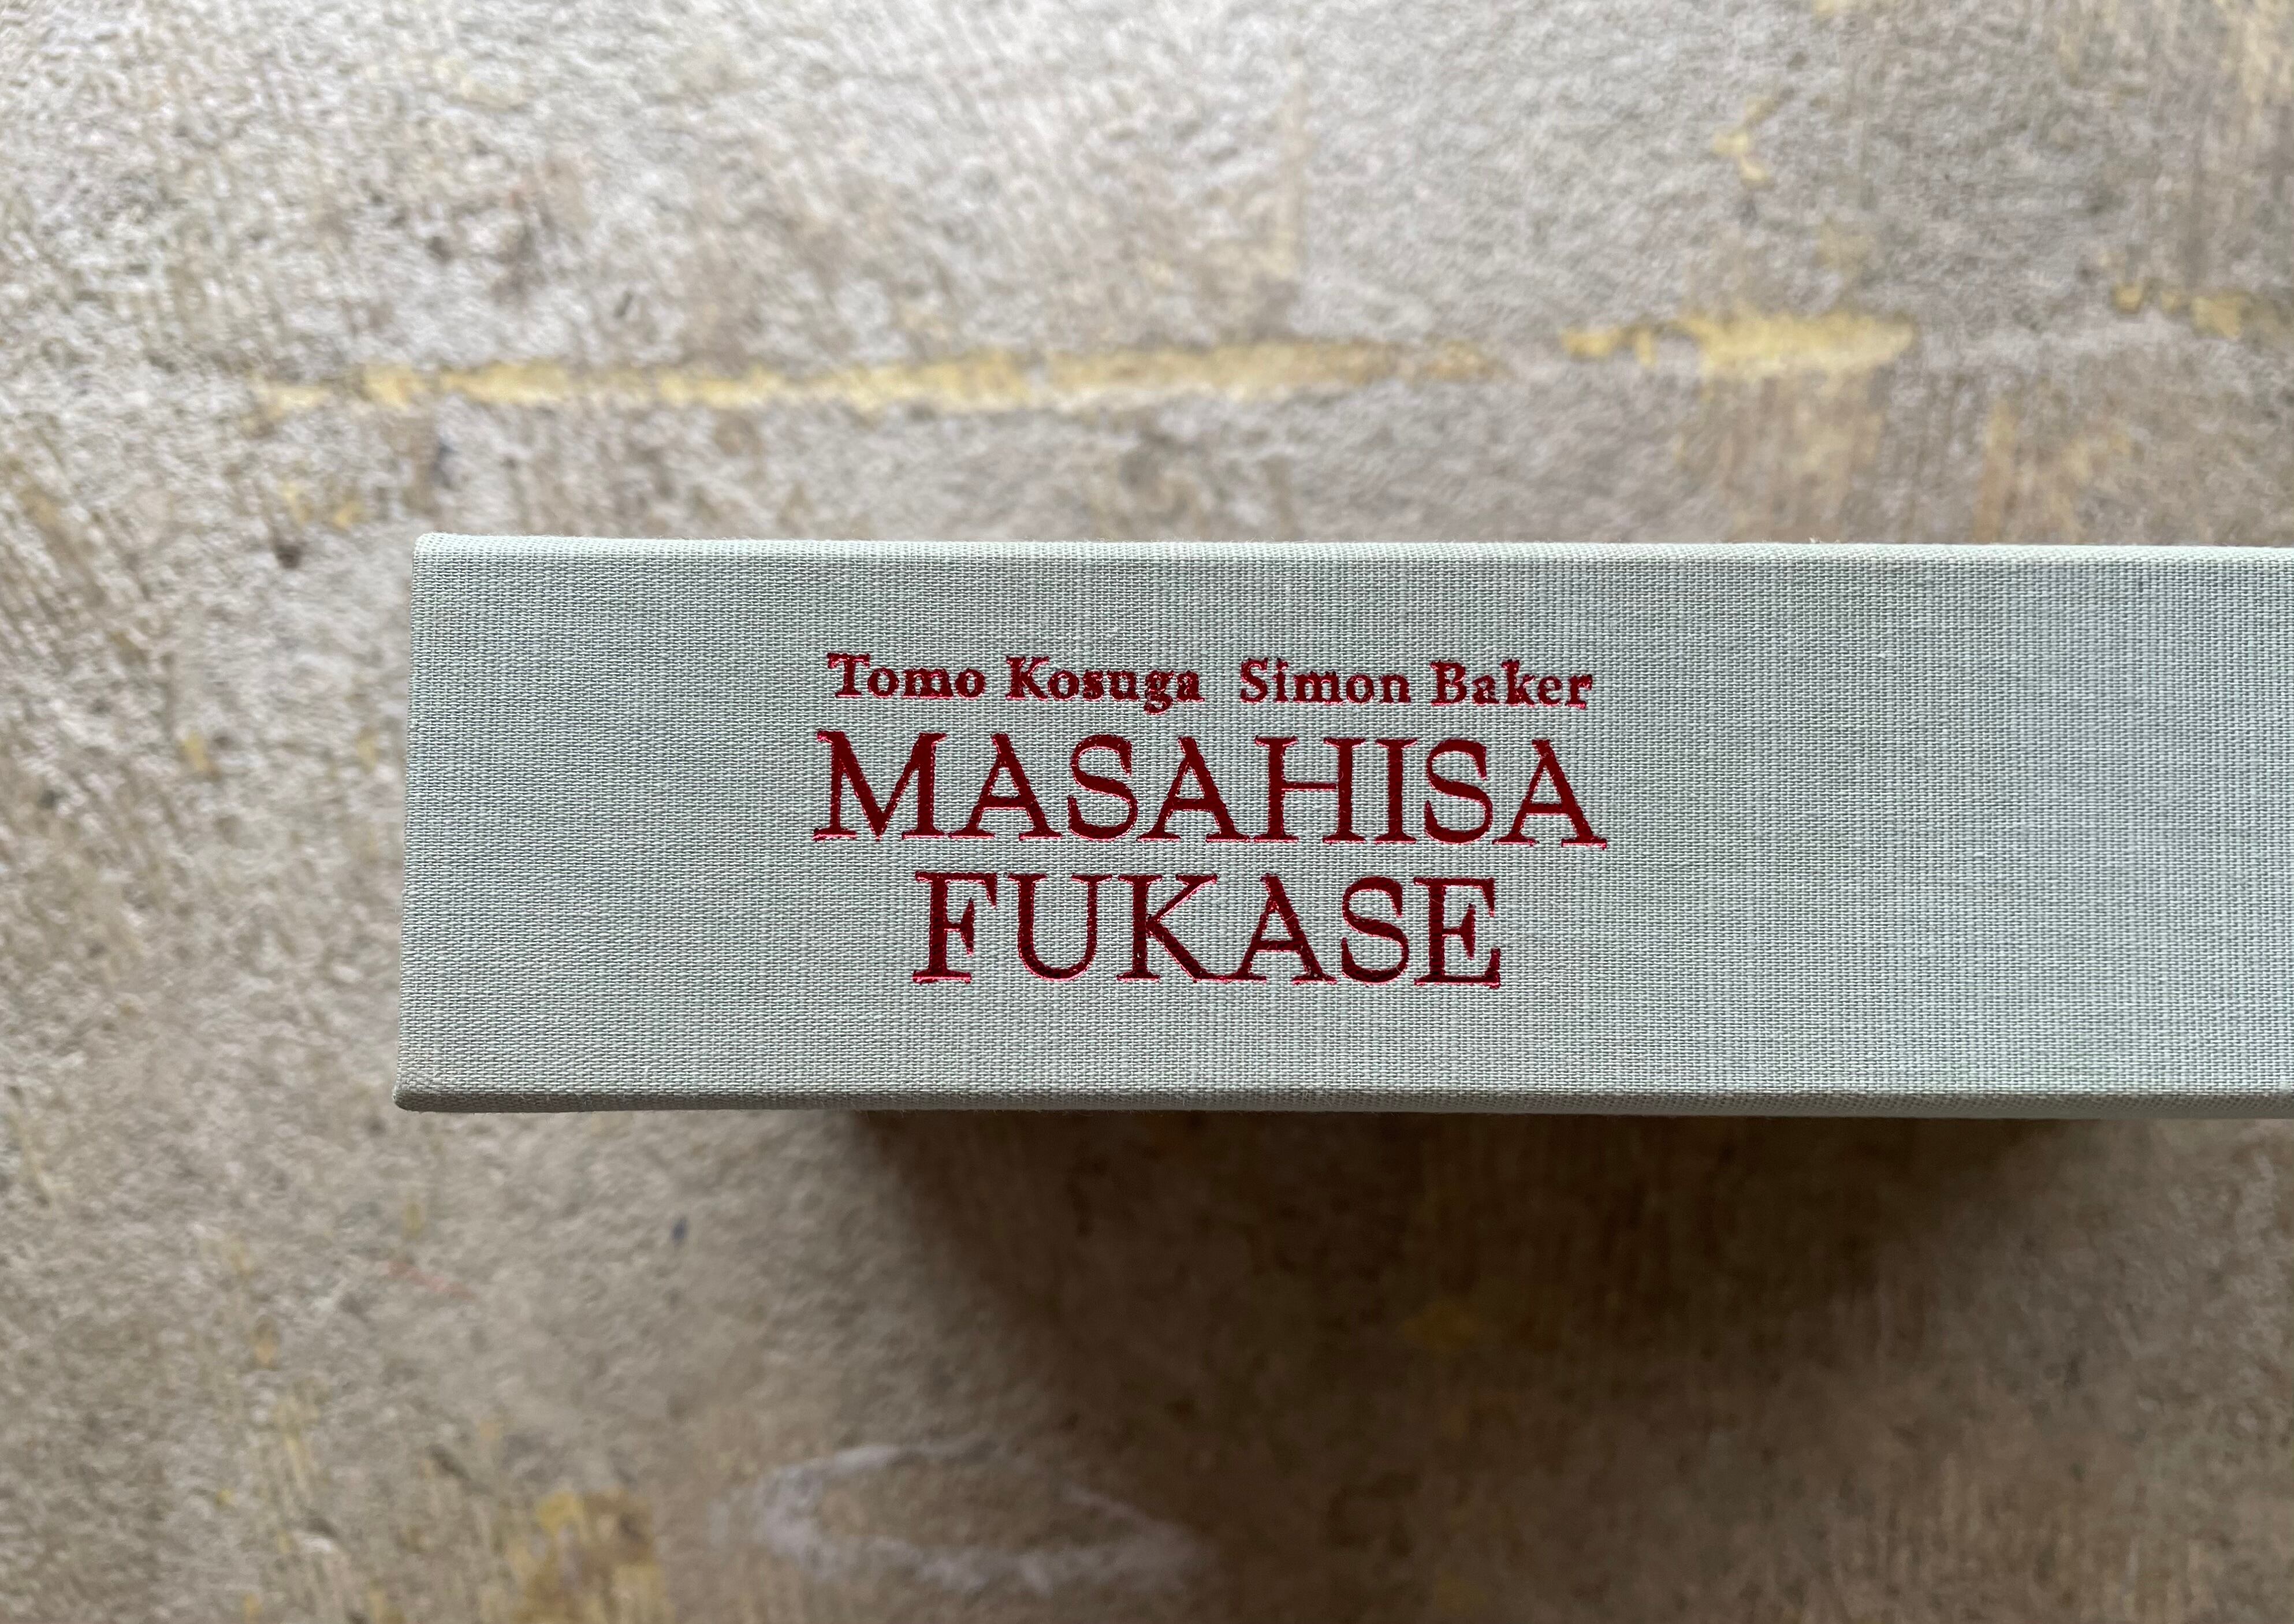 Tomo Kosuga Simon Baker
MASAHISA
FUKASE